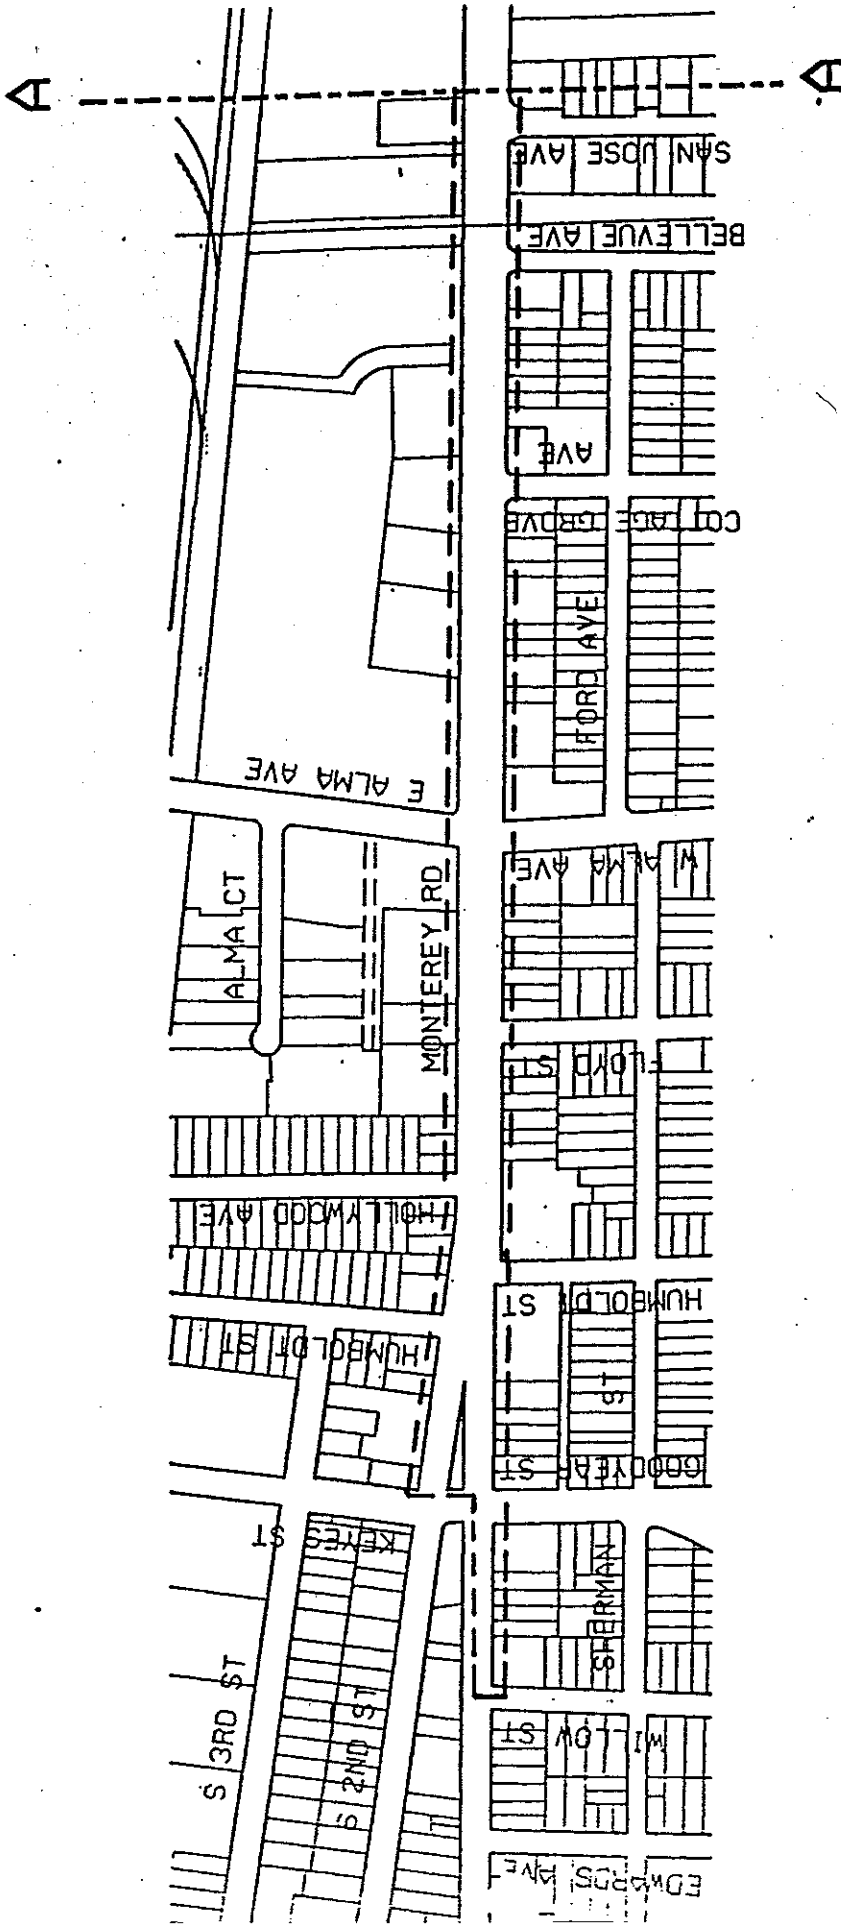 A A
SAN JOSE AVE
BELLEVUE AVE
AVE
COTTAGE GROVE
FORD AVE
E ALMA AVE
W ALMA AVE
ALMA CT
MONTEREY RD
FLOYD ST
HOLLYWOOD AVE
HUMBOLDT ST
HUMBOLDT ST
ST
GOODYEAR ST
KEYES ST
SHERMAN
S 3RD ST
S 2ND ST
WILLOW ST
EDWARDS AVE